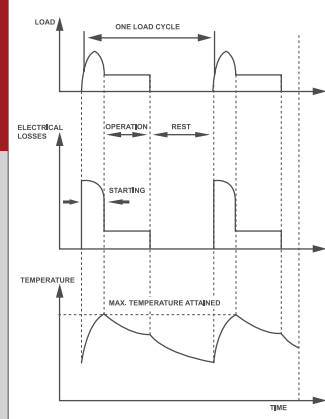 LOAD
ONE LOAD CYCLE
ELECTRICAL
LOSSES
OPERATION
REST
STARTING
TEMPERATURE
MAX. TEMPERATURE ATTAINED
TIME